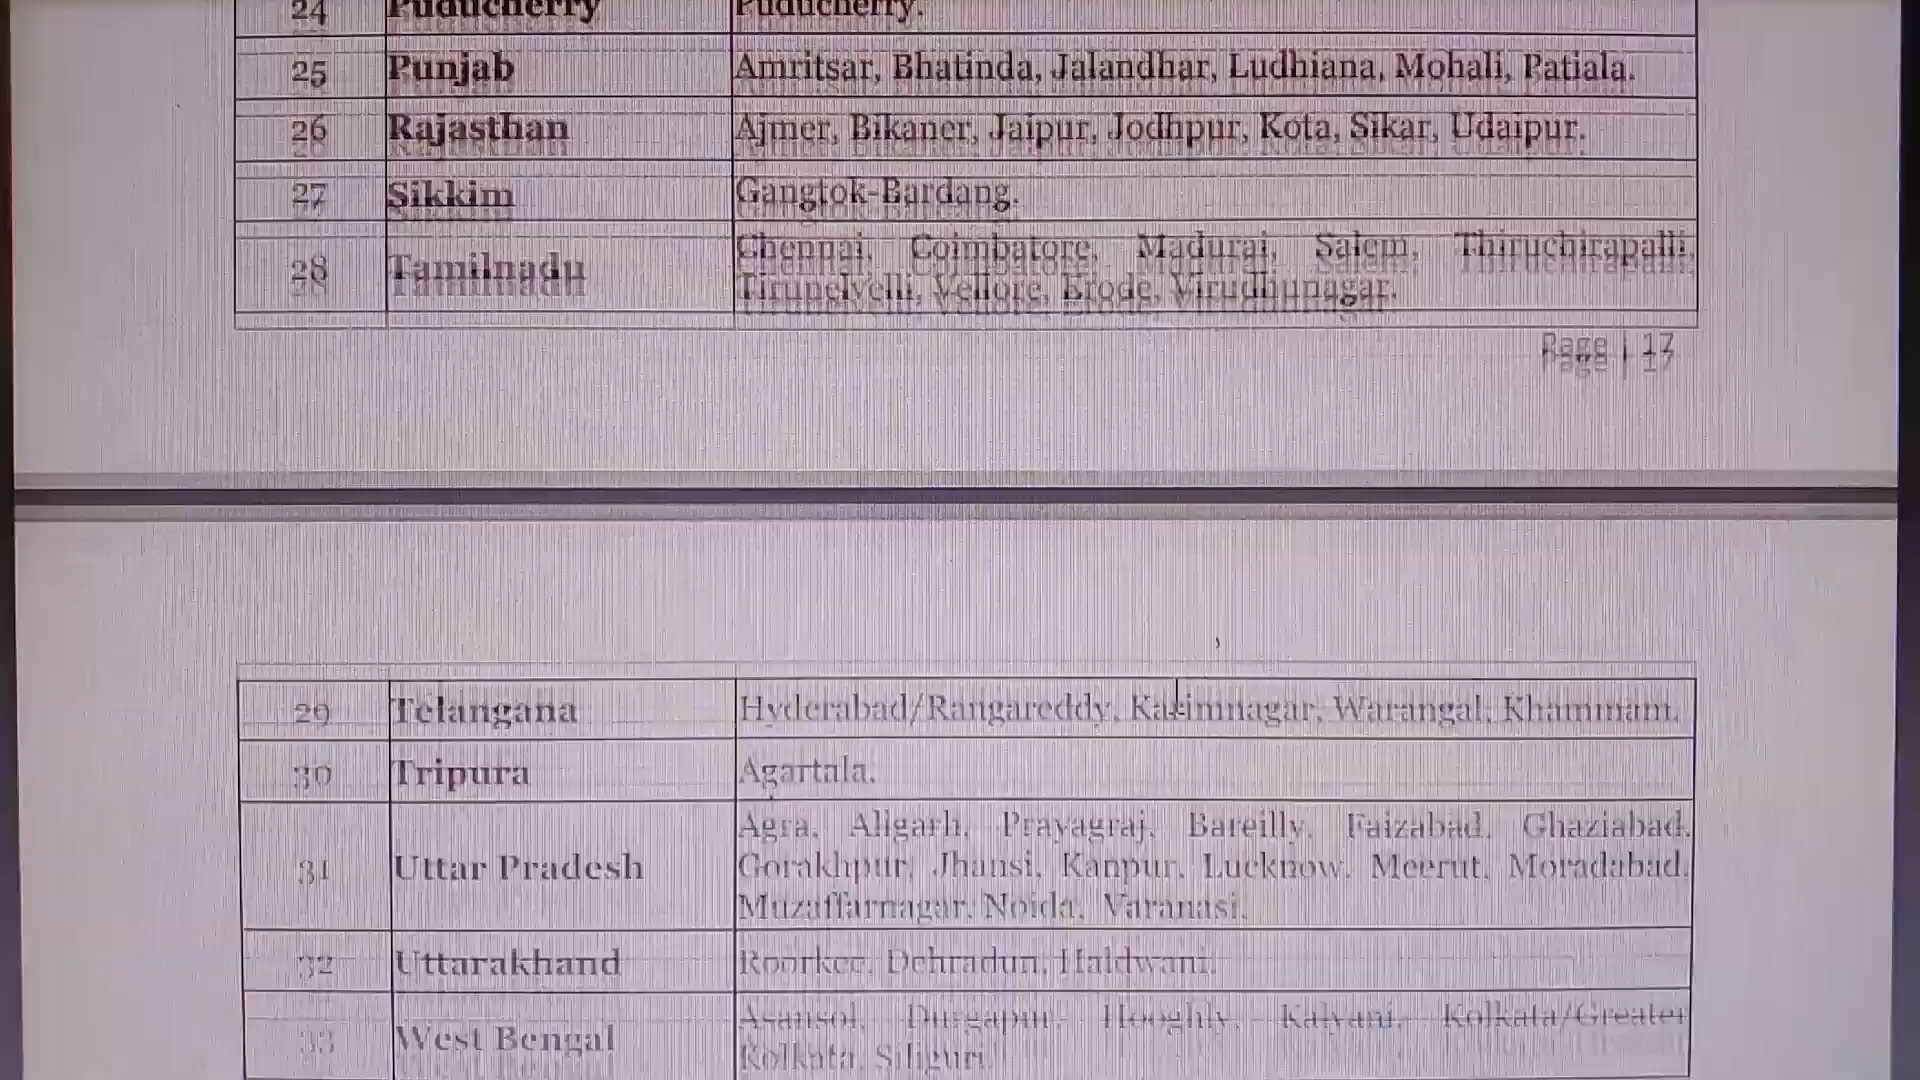 24 Puducherry Puducherry.
25 Punjab Amritsar, Bhatinda, Jalandhar, Ludhiana, Mohali, Patiala.
26 Rajasthan Ajmer, Bikaner, Jaipur, Jodhpur, Kota, Sikar, Udaipur.
27 Sikkim Gangtok-Bardang.
28 Tamilnadu Chennai, Coimbatore, Madurai, Salem, Thiruchirapalli,
Tirunelvelli, Vellore, Erode, Virudhunagar.
Page | 17
29 Telangana Hyderabad/Rangareddy, Karimnagar, Warangal, Khammam.
30 Tripura Agartala.
31 Uttar Pradesh Agra, Aligarh, Prayagraj, Bareilly, Faizabad, Ghaziabad,
Gorakhpur, Jhansi, Kanpur, Lucknow, Meerut, Moradabad,
Muzaffarnagar, Noida, Varanasi.
32 Uttarakhand Roorkee, Dehradun, Haldwani.
33 West Bengal Asansol, Durgapur, Hooghly, Kalyani, Kolkata/Greater
Kolkata, Siliguri.